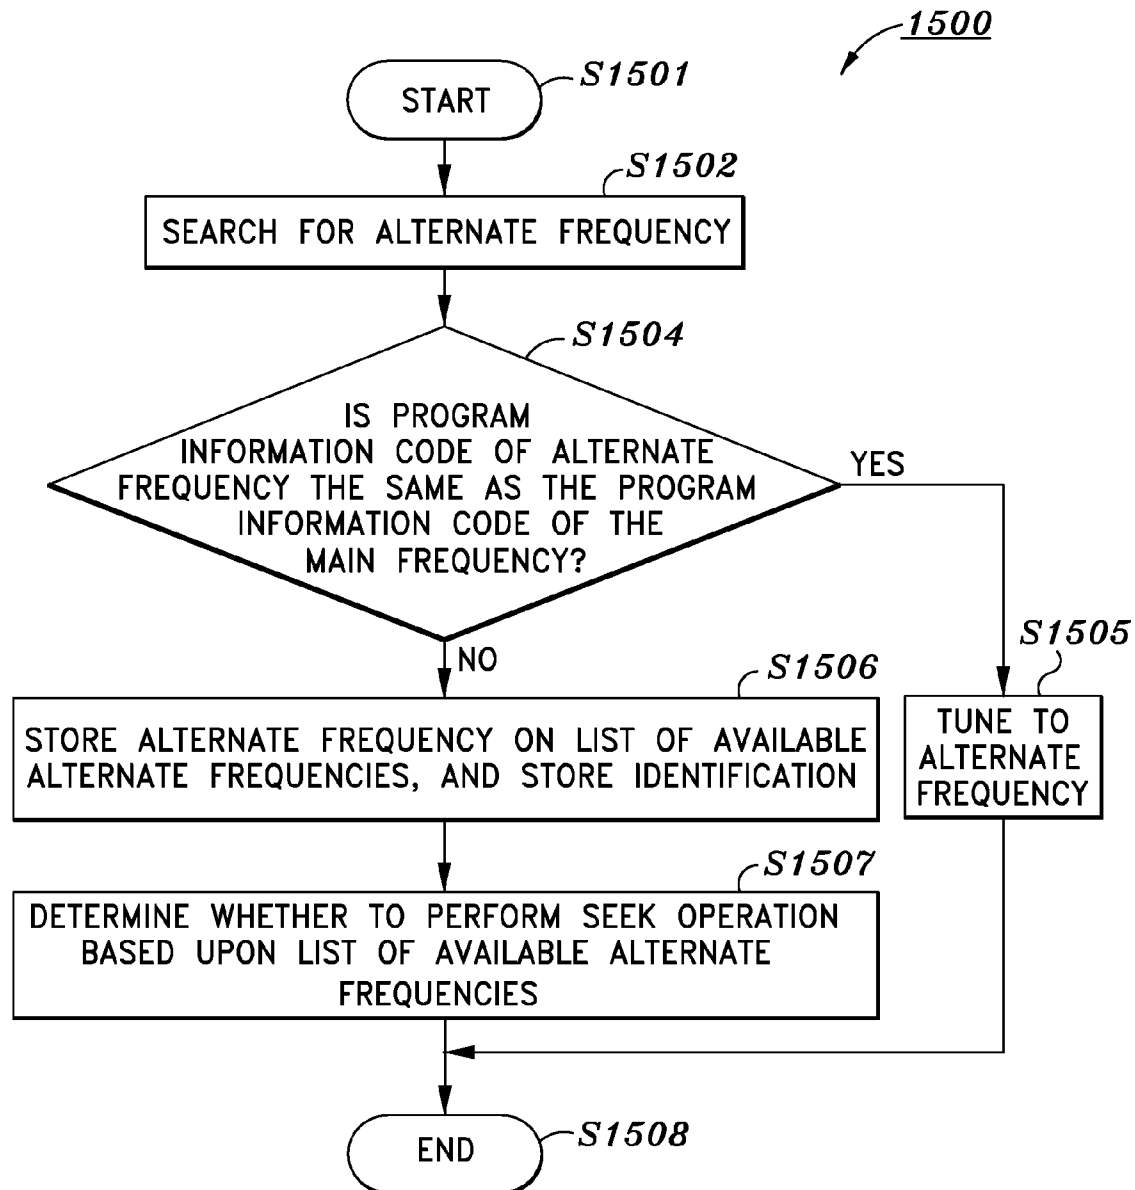 1500
S1501
START
S1502
SEARCH FOR ALTERNATE FREQUENCY
S1504
IS PROGRAM
INFORMATION CODE OF ALTERNATE
FREQUENCY THE SAME AS THE PROGRAM
INFORMATION CODE OF THE
MAIN FREQUENCY?
YES
NO
S1505
TUNE TO
ALTERNATE
FREQUENCY
S1506
STORE ALTERNATE FREQUENCY ON LIST OF AVAILABLE
ALTERNATE FREQUENCIES, AND STORE IDENTIFICATION
S1507
DETERMINE WHETHER TO PERFORM SEEK OPERATION
BASED UPON LIST OF AVAILABLE ALTERNATE
FREQUENCIES
END
S1508